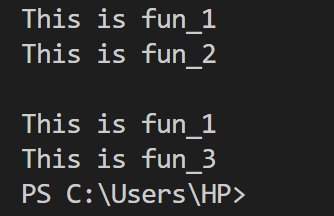 This is fun_1
This is fun_2

This is fun_1
This is fun_3
PS C:\Users\HP>